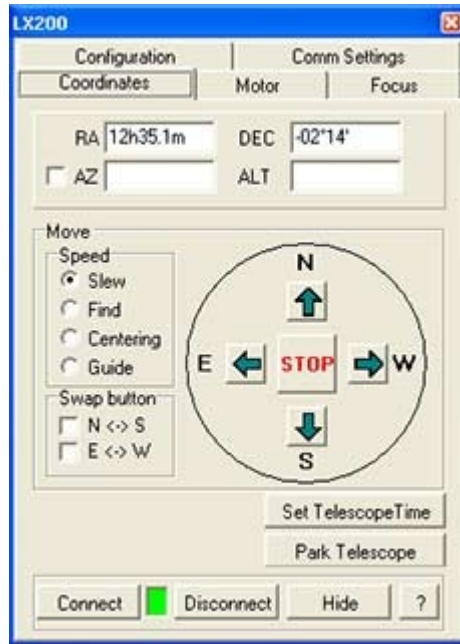 LX200
Configuration Comm Settings
Coordinates Motor Focus
RA 12h35.1m DEC -02°14'
AZ ALT
Move
Speed
Slew
Find
Centering
Guide
Swap button
N <-> S
E <-> W
N
E STOP W
S
Set TelescopeTime
Park Telescope
Connect Disconnect Hide ?